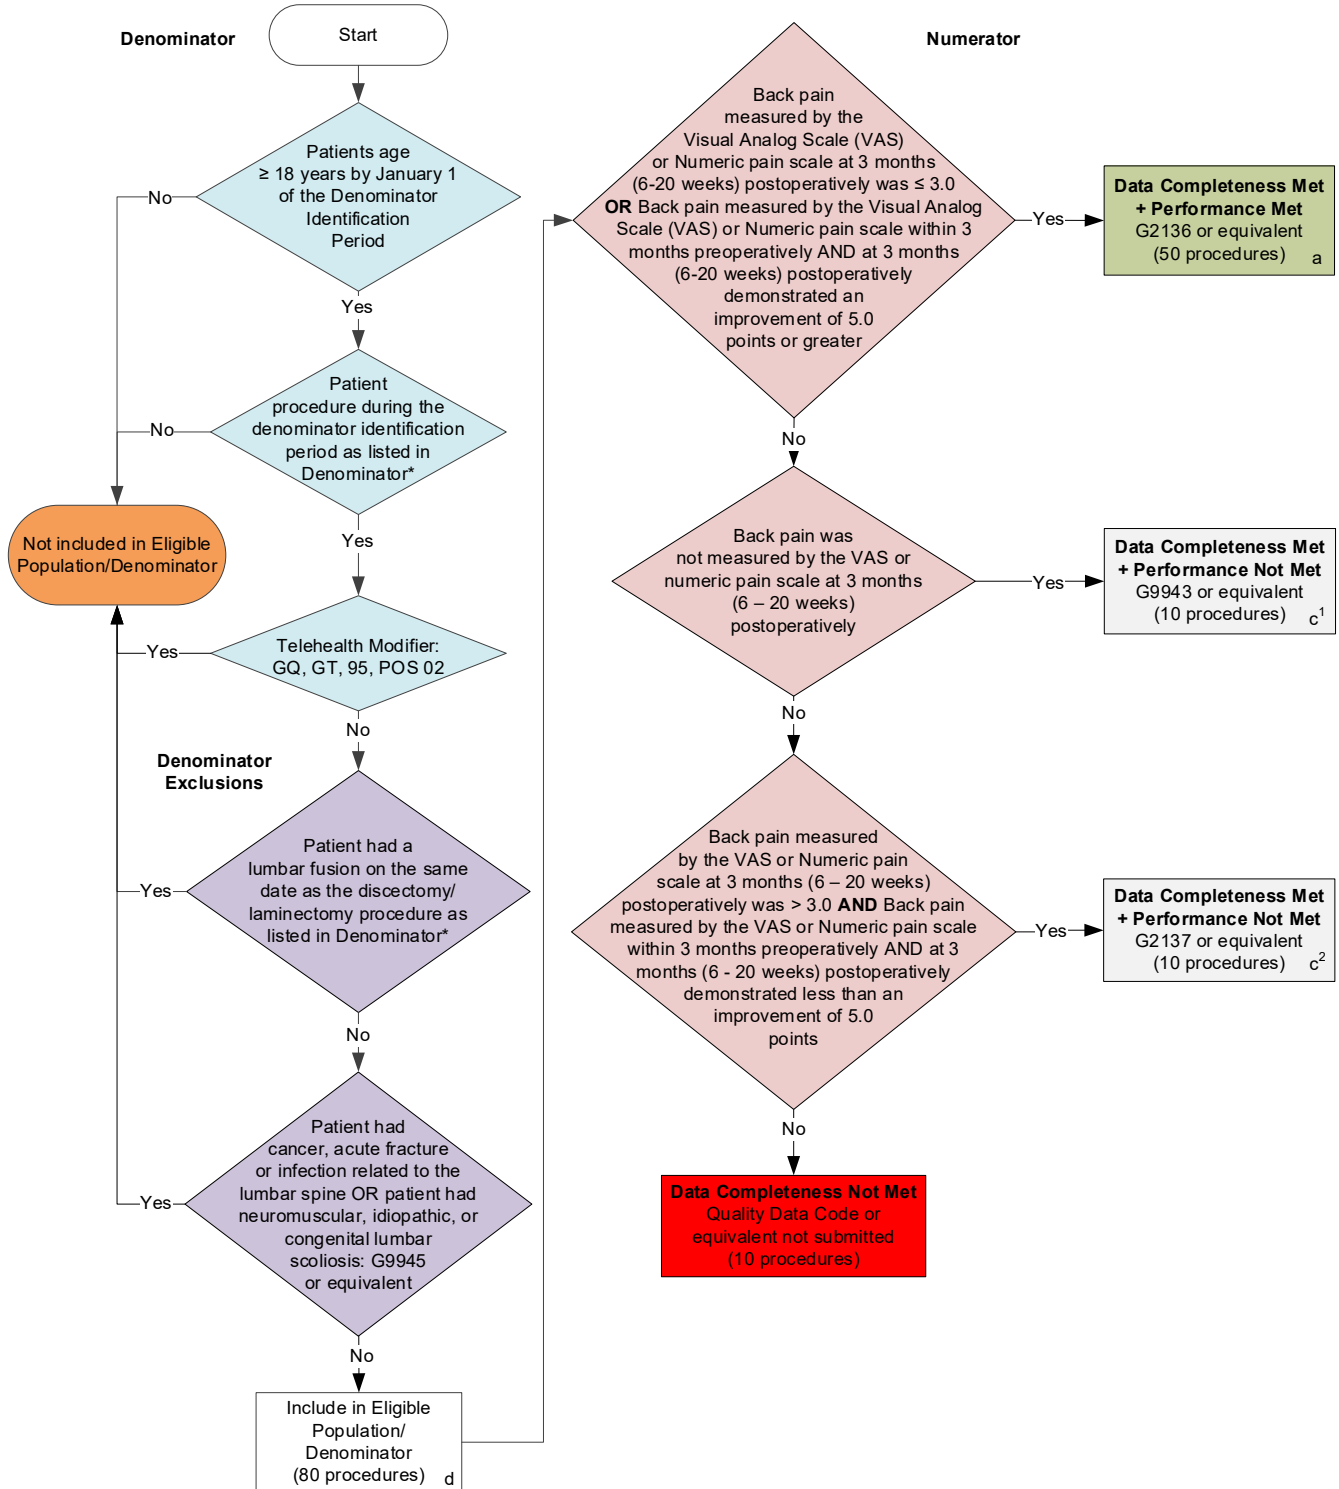 Denominator
Start
Numerator
Patients age
≥ 18 years by January 1
of the Denominator
Identification
Period
No
Yes
Patient
procedure during the
denominator identification
period as listed in
Denominator*
No
Yes
Not included in Eligible
Population/Denominator
Telehealth Modifier:
GQ, GT, 95, POS 02
Yes
No
Denominator
Exclusions
Patient had a
lumbar fusion on the same
date as the discectomy/
laminectomy procedure as
listed in Denominator*
Yes
No
Patient had
cancer, acute fracture
or infection related to the
lumbar spine OR patient had
neuromuscular, idiopathic, or
congenital lumbar
scoliosis: G9945
or equivalent
Yes
No
Include in Eligible
Population/
Denominator
(80 procedures) d
Back pain
measured by the
Visual Analog Scale (VAS)
or Numeric pain scale at 3 months
(6-20 weeks) postoperatively was ≤ 3.0
OR Back pain measured by the Visual Analog
Scale (VAS) or Numeric pain scale within 3
months preoperatively AND at 3 months
(6-20 weeks) postoperatively
demonstrated an
improvement of 5.0
points or greater
Yes
Data Completeness Met
+ Performance Met
G2136 or equivalent
(50 procedures) a
No
Back pain was
not measured by the VAS or
numeric pain scale at 3 months
(6 – 20 weeks)
postoperatively
Yes
Data Completeness Met
+ Performance Not Met
G9943 or equivalent
(10 procedures) c¹
No
Back pain measured
by the VAS or Numeric pain
scale at 3 months (6 – 20 weeks)
postoperatively was > 3.0 AND Back pain
measured by the VAS or Numeric pain scale
within 3 months preoperatively AND at 3
months (6 - 20 weeks) postoperatively
demonstrated less than an
improvement of 5.0
points
Yes
Data Completeness Met
+ Performance Not Met
G2137 or equivalent
(10 procedures) c²
No
Data Completeness Not Met
Quality Data Code or
equivalent not submitted
(10 procedures)